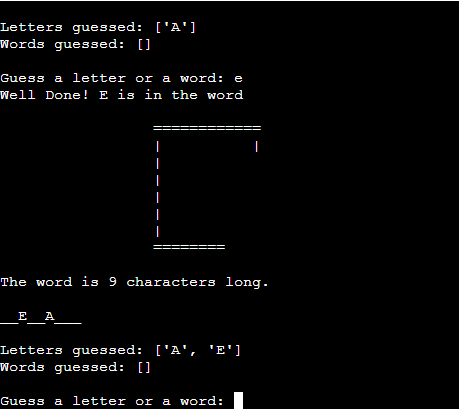 Letters guessed: ['A']
Words guessed: []
Guess a letter or a word: e
Well Done! E is in the word
============
|          |
|
|
|
|
|
========
The word is 9 characters long.
__E__A___
Letters guessed: ['A', 'E']
Words guessed: []
Guess a letter or a word: